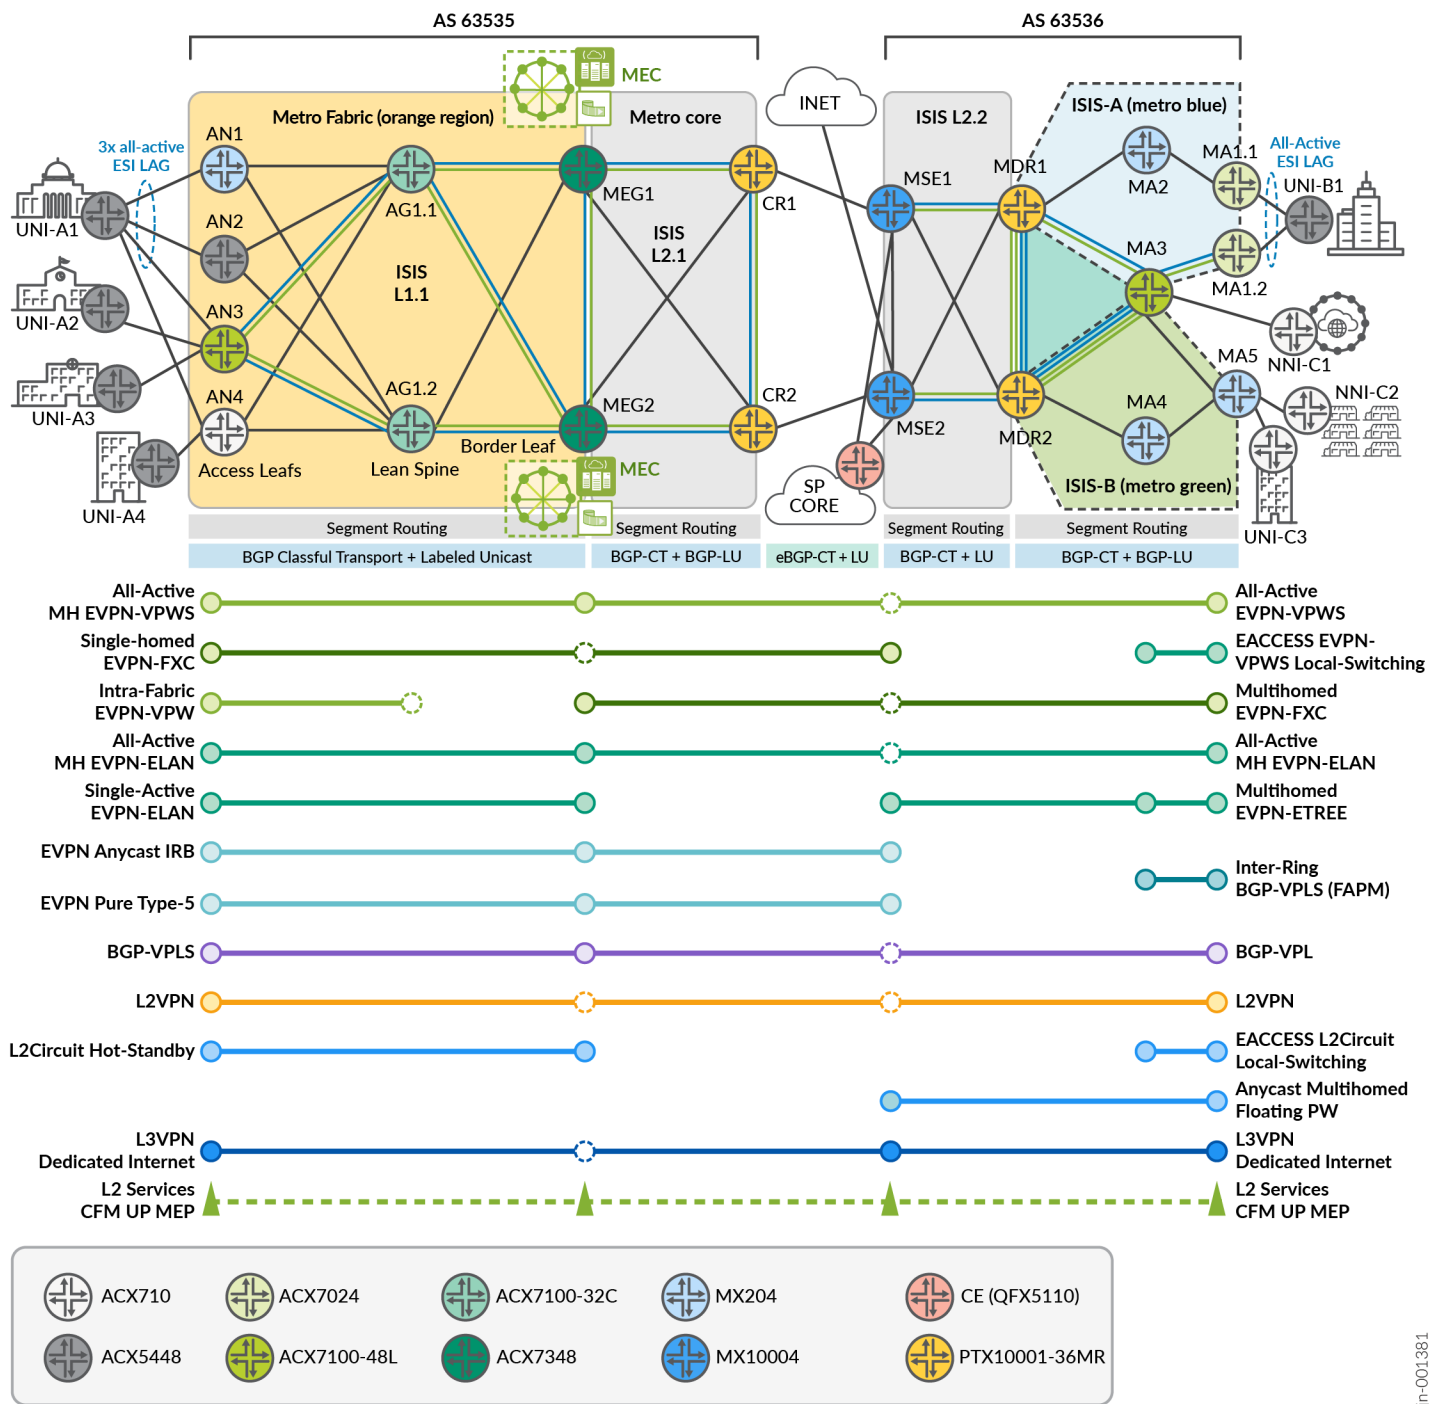 AS 63535
AS 63536
MEC
INET
Metro Fabric (orange region)
Metro core
ISIS L2.2
ISIS-A (metro blue)
3x all-active
ESI LAG
All-Active
ESI LAG
AN1
MDR1
MA1.1
MSE1
MA2
UNI-B1
UNI-A1
AN2
AG1.1
MEG1
CR1
ISIS
L2.1
MA3
ISIS
L1.1
MA1.2
UNI-A2
AN3
NNI-C1
MA5
UNI-A3
AN4
AG1.2
MEG2
CR2
MSE2
MDR2
MA4
NNI-C2
Access Leafs
Lean Spine
Border Leaf
MEC
SP
CORE
ISIS-B (metro green)
UNI-A4
UNI-C3
Segment Routing
Segment Routing
Segment Routing
Segment Routing
BGP Classful Transport + Labeled Unicast
BGP-CT + BGP-LU
eBGP-CT + LU
BGP-CT + LU
BGP-CT + BGP-LU
All-Active
MH EVPN-VPWS
All-Active
EVPN-VPWS
Single-homed
EVPN-FXC
EACCESS EVPN-
VPWS Local-Switching
Intra-Fabric
EVPN-VPW
Multihomed
EVPN-FXC
All-Active
MH EVPN-ELAN
All-Active
MH EVPN-ELAN
Single-Active
EVPN-ELAN
Multihomed
EVPN-ETREE
EVPN Anycast IRB
Inter-Ring
BGP-VPLS (FAPM)
EVPN Pure Type-5
BGP-VPLS
BGP-VPL
L2VPN
L2VPN
L2Circuit Hot-Standby
EACCESS L2Circuit
Local-Switching
Anycast Multihomed
Floating PW
L3VPN
Dedicated Internet
L3VPN
Dedicated Internet
L2 Services
CFM UP MEP
L2 Services
CFM UP MEP
ACX710
ACX7024
ACX7100-32C
MX204
CE (QFX5110)
ACX5448
ACX7100-48L
ACX7348
MX10004
PTX10001-36MR
jn-001381